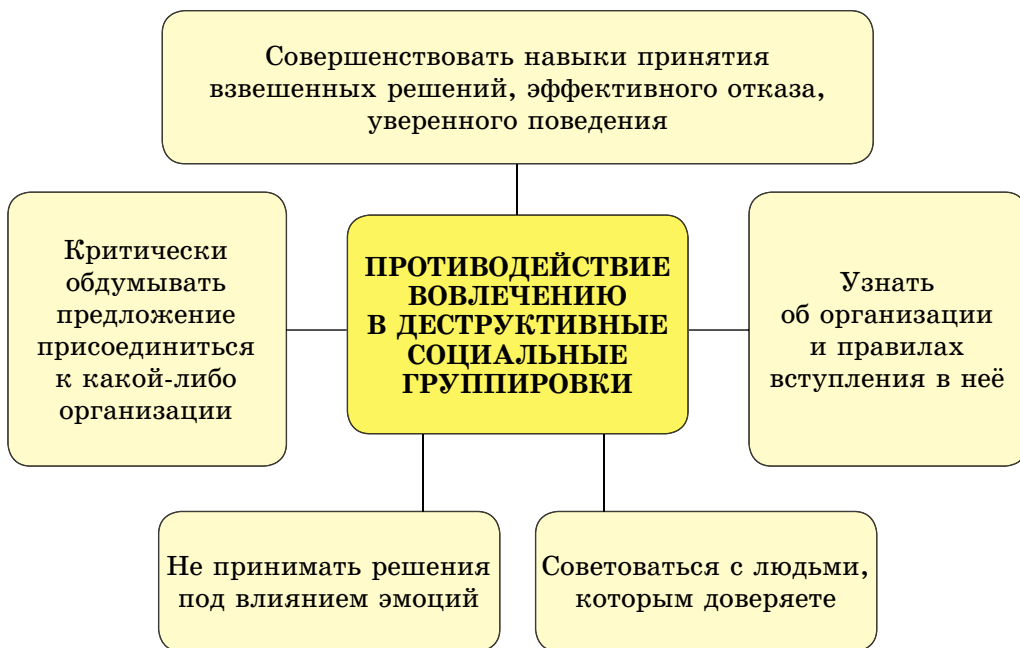 Совершенствовать навыки принятия
взвешенных решений, эффективного отказа,
уверенного поведения
Критически
обдумывать
предложение
присоединиться
к какой-либо
организации
ПРОТИВОДЕЙСТВИЕ
ВОВЛЕЧЕНИЮ
В ДЕСТРУКТИВНЫЕ
СОЦИАЛЬНЫЕ
ГРУППИРОВКИ
Узнать
об организации
и правилах
вступления в неё
Не принимать решения
под влиянием эмоций
Советоваться с людьми,
которым доверяете